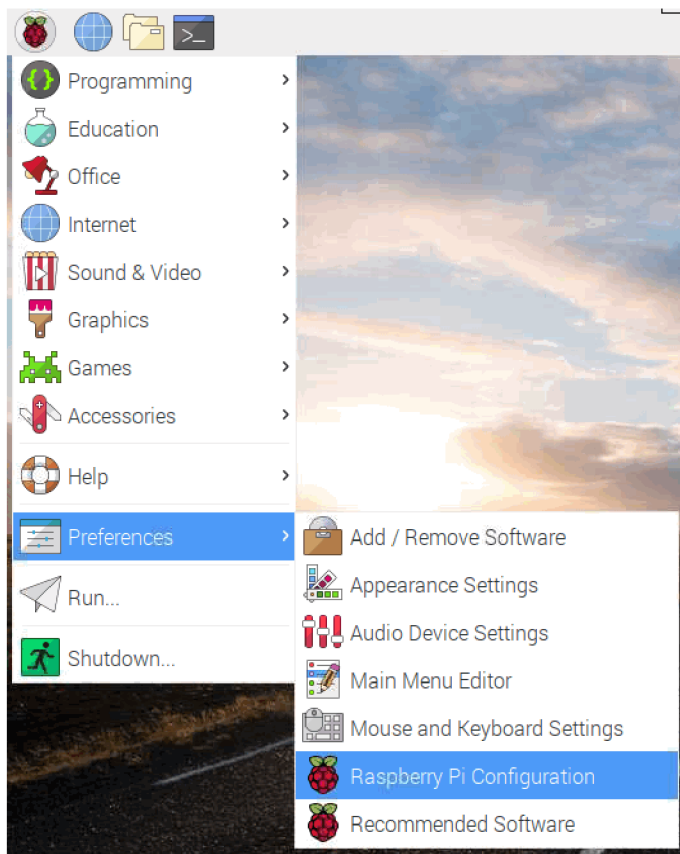 >_
Programming
Education
Office
Internet
Sound & Video
Graphics
Games
Accessories
Help
Preferences
Run...
Shutdown...
Add / Remove Software
Appearance Settings
Audio Device Settings
Main Menu Editor
Mouse and Keyboard Settings
Raspberry Pi Configuration
Recommended Software